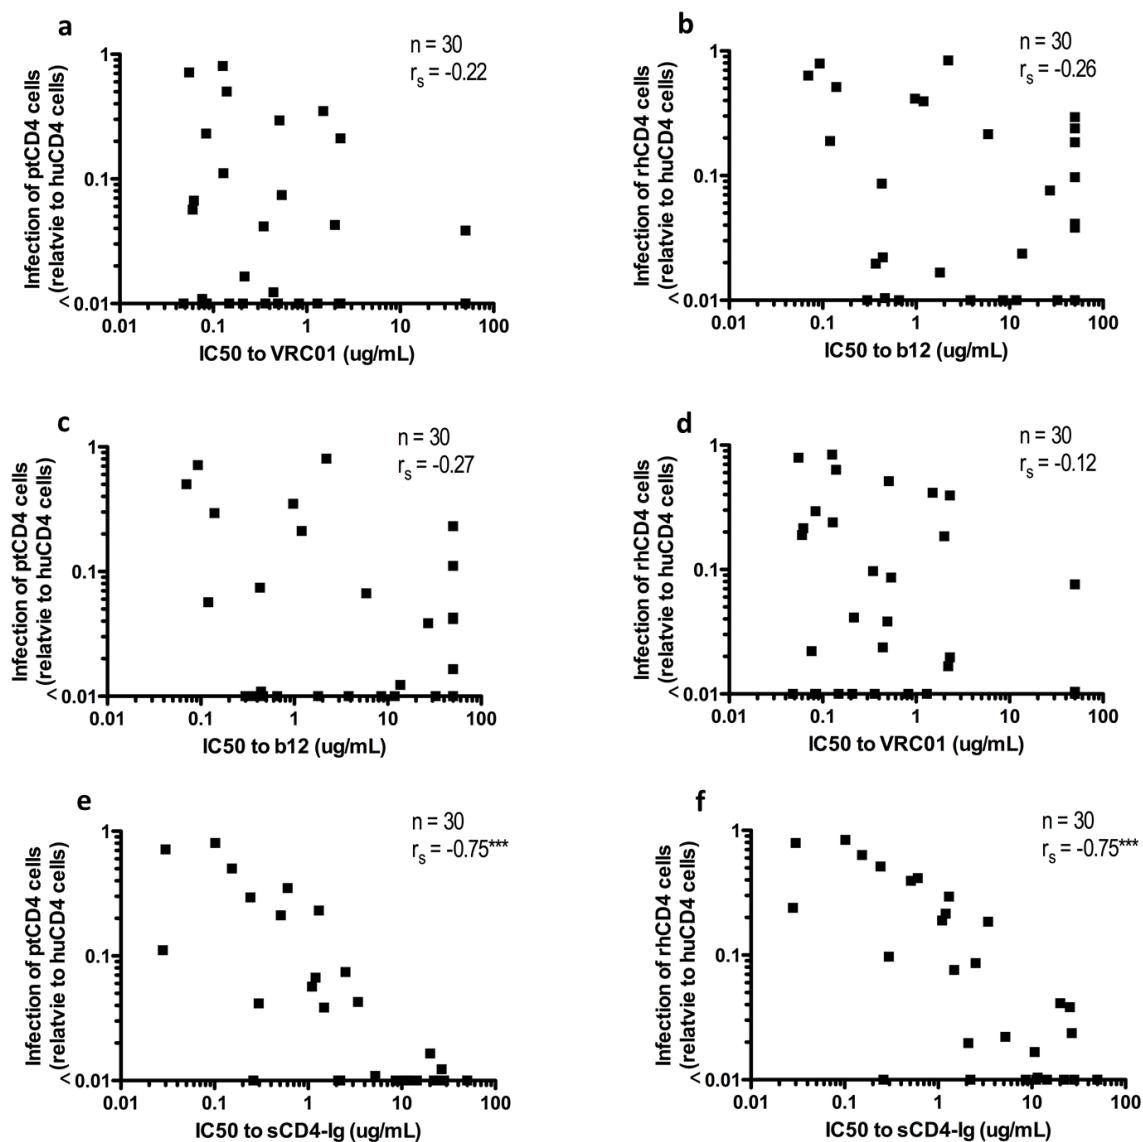 a
n = 30
rs = -0.22
Infection of ptCD4 cells
(relatvie to huCD4 cells)
1
0.1
< 0.01
0.01 0.1 1 10 100
IC50 to VRC01 (ug/mL)
b
n = 30
rs = -0.26
Infection of rhCD4 cells
(relatvie to huCD4 cells)
1
0.1
< 0.01
0.01 0.1 1 10 100
IC50 to b12 (ug/mL)
c
n = 30
rs = -0.27
Infection of ptCD4 cells
(relatvie to huCD4 cells)
1
0.1
< 0.01
0.01 0.1 1 10 100
IC50 to b12 (ug/mL)
d
n = 30
rs = -0.12
Infection of rhCD4 cells
(relatvie to huCD4 cells)
1
0.1
< 0.01
0.01 0.1 1 10 100
IC50 to VRC01 (ug/mL)
e
n = 30
rs = -0.75***
Infection of ptCD4 cells
(relatvie to huCD4 cells)
1
0.1
< 0.01
0.01 0.1 1 10 100
IC50 to sCD4-Ig (ug/mL)
f
n = 30
rs = -0.75***
Infection of rhCD4 cells
(relatvie to huCD4 cells)
1
0.1
< 0.01
0.01 0.1 1 10 100
IC50 to sCD4-Ig (ug/mL)